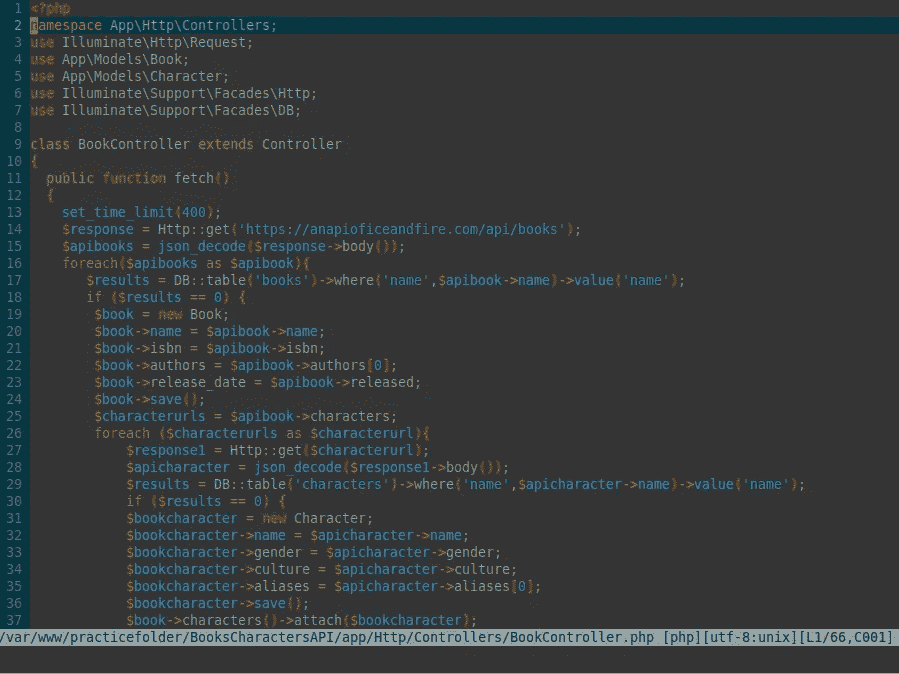 1 <?php
2 namespace App\Http\Controllers;
3 use Illuminate\Http\Request;
4 use App\Models\Book;
5 use App\Models\Character;
6 use Illuminate\Support\Facades\Http;
7 use Illuminate\Support\Facades\DB;
8
9 class BookController extends Controller
10 {
11   public function fetch()
12   {
13     set_time_limit(400);
14     $response = Http::get('https://anapioficeandfire.com/api/books');
15     $apibooks = json_decode($response->body());
16     foreach($apibooks as $apibook){
17        $results = DB::table('books')->where('name',$apibook->name)->value('name');
18        if ($results == 0) {
19         $book = new Book;
20         $book->name = $apibook->name;
21         $book->isbn = $apibook->isbn;
22         $book->authors = $apibook->authors[0];
23         $book->release_date = $apibook->released;
24         $book->save();
25         $characterurls = $apibook->characters;
26         foreach ($characterurls as $characterurl){
27             $response1 = Http::get($characterurl);
28             $apicharacter = json_decode($response1->body());
29             $results = DB::table('characters')->where('name',$apicharacter->name)->value('name');
30             if ($results == 0) {
31             $bookcharacter = new Character;
32             $bookcharacter->name = $apicharacter->name;
33             $bookcharacter->gender = $apicharacter->gender;
34             $bookcharacter->culture = $apicharacter->culture;
35             $bookcharacter->aliases = $apicharacter->aliases[0];
36             $bookcharacter->save();
37             $book->characters()->attach($bookcharacter);
/var/www/practicefolder/BooksCharactersAPI/app/Http/Controllers/BookController.php [php][utf-8:unix][L1/66,C001]